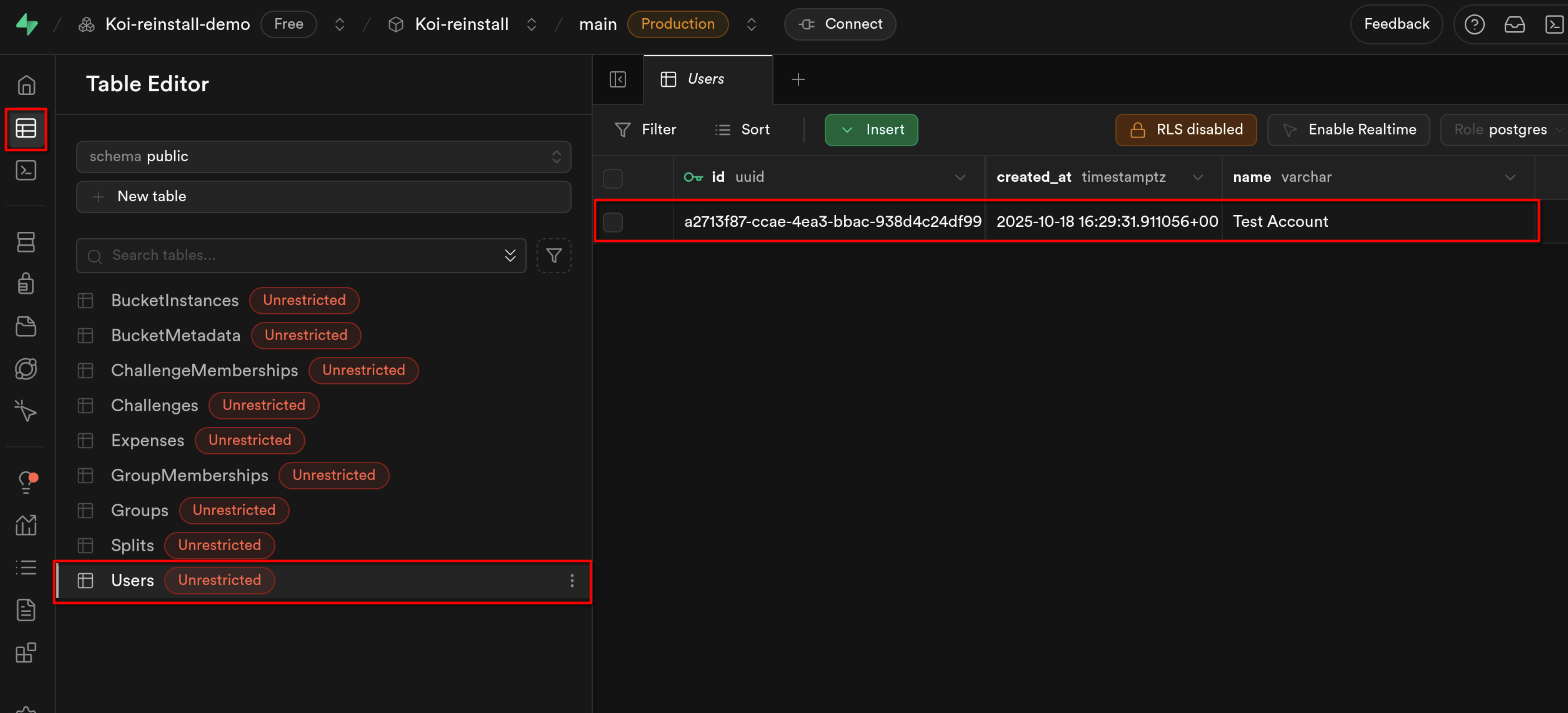 Koi-reinstall-demo Free Koi-reinstall main Production Connect Feedback
Table Editor
schema public
New table
Search tables...
BucketInstances Unrestricted
BucketMetadata Unrestricted
ChallengeMemberships Unrestricted
Challenges Unrestricted
Expenses Unrestricted
GroupMemberships Unrestricted
Groups Unrestricted
Splits Unrestricted
Users Unrestricted
Users
Filter Sort Insert RLS disabled Enable Realtime Role postgres
id uuid created_at timestamptz name varchar
a2713f87-ccae-4ea3-bbac-938d4c24df99 2025-10-18 16:29:31.911056+00 Test Account